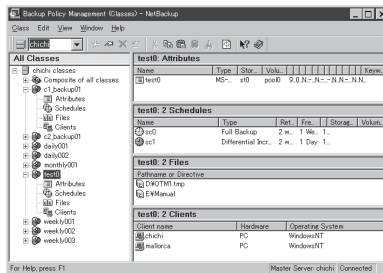 Backup Policy Management (Classes) - NetBackup
Class Edit View Window Help
chichi
All Classes
chichi classes
Composite of all classes
c1_backup01
Attributes
Schedules
Files
Clients
c2_backup01
daily001
daily002
monthly001
test0
Attributes
Schedules
Files
Clients
weekly001
weekly002
weekly003
test0: Attributes
Name Type Stor... Volu... Keyw...
test0 MS-... st0 pool0
test0: 2 Schedules
Name Type Ret... Fre... Storag... Volum...
sc0 Full Backup 2 w... 1 We... 1...
sc1 Differential Incr... 2 w... 1 Day 1...
test0: 2 Files
Pathname or Directive
D:¥OTM1.tmp
E:¥Manual
test0: 2 Clients
Client name Hardware Operating System
chichi PC WindowsNT
mallorca PC WindowsNT
For Help, press F1 Master Server: chichi Connected